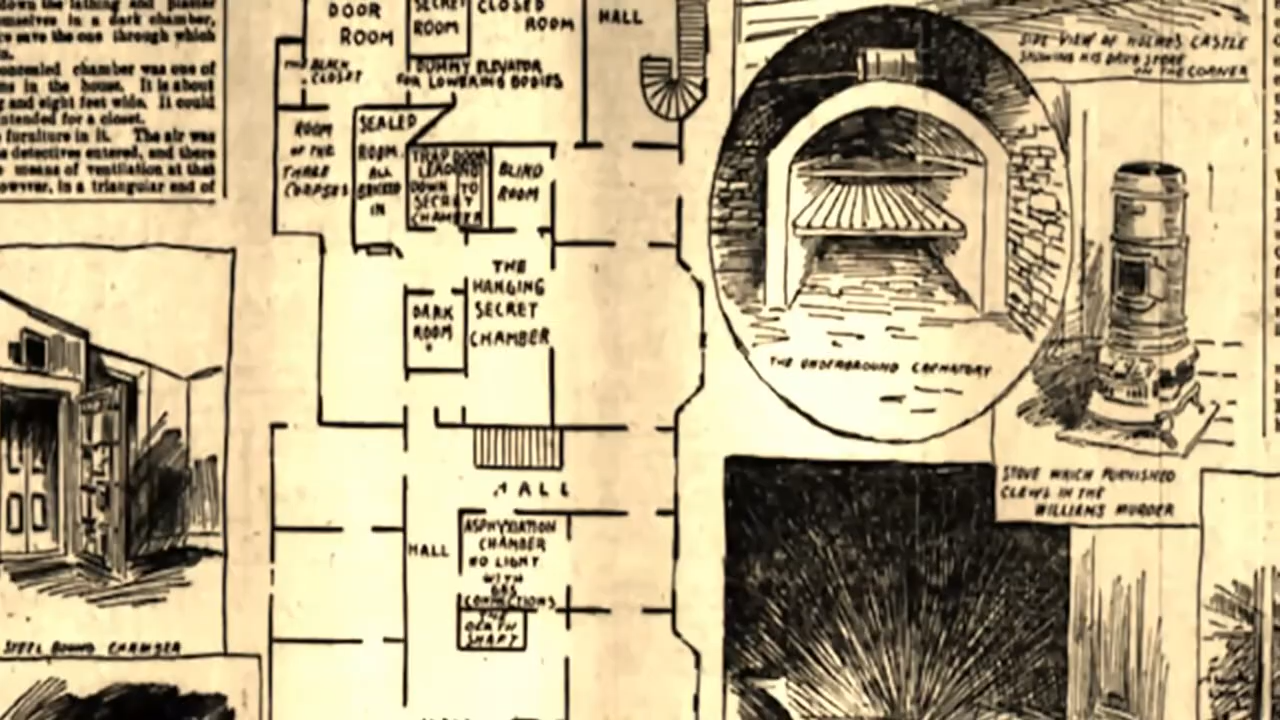 down the lathing and plaster
mselves in a dark chamber,
save the one through which
chamber was one of
in the house. It is about
and eight feet wide. It could
ntended for a closet.
furniture in it. The air was
detectives entered, and there
means of ventilation at that
owever, in a triangular end of
DOOR
ROOM
SECRET
ROOM
CLOSED
ROOM
HALL
BLACK
CLOSET
DUMMY ELEVATOR
FOR LOWERING BODIES
ROOM
OF THE
THREE
CORPSES
SEALED
ROOM
ALL
BRICKED
IN
TRAP DOOR
LEADING
DOWN TO
SECRET
CHAMBER
BLIND
ROOM
THE
HANGING
SECRET
CHAMBER
DARK
ROOM
HALL
HALL
ASPHYXIATION
CHAMBER
NO LIGHT
WITH
GAS
CONNECTIONS
THE
DEATH
SHAFT
SIDE VIEW OF HOLMES CASTLE
SHOWING HIS DRUG STORE
ON THE CORNER
THE UNDERGROUND CREMATORY
STOVE WHICH FURNISHED
CLEWS IN THE
WILLIAMS MURDER
STEEL BOUND CHAMBER